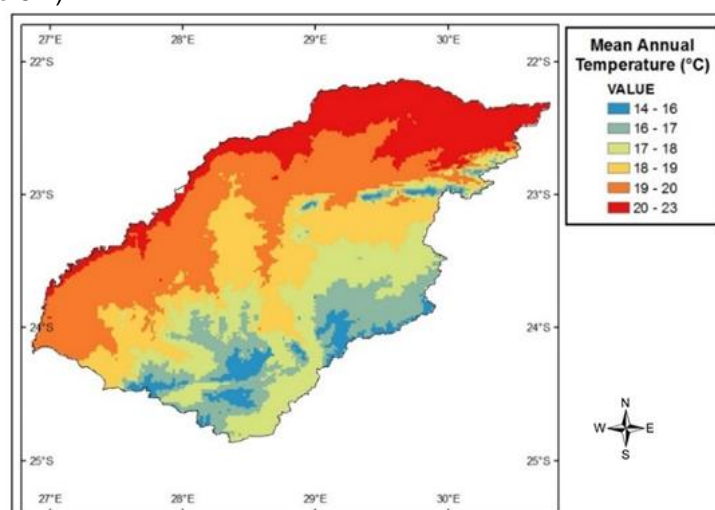 27°E 28°E 29°E 30°E
22°S 22°S
23°S 23°S
24°S 24°S
25°S 25°S
27°E 28°E 29°E 30°E
Mean Annual
Temperature (°C)
VALUE
14 - 16
16 - 17
17 - 18
18 - 19
19 - 20
20 - 23
N
W E
S